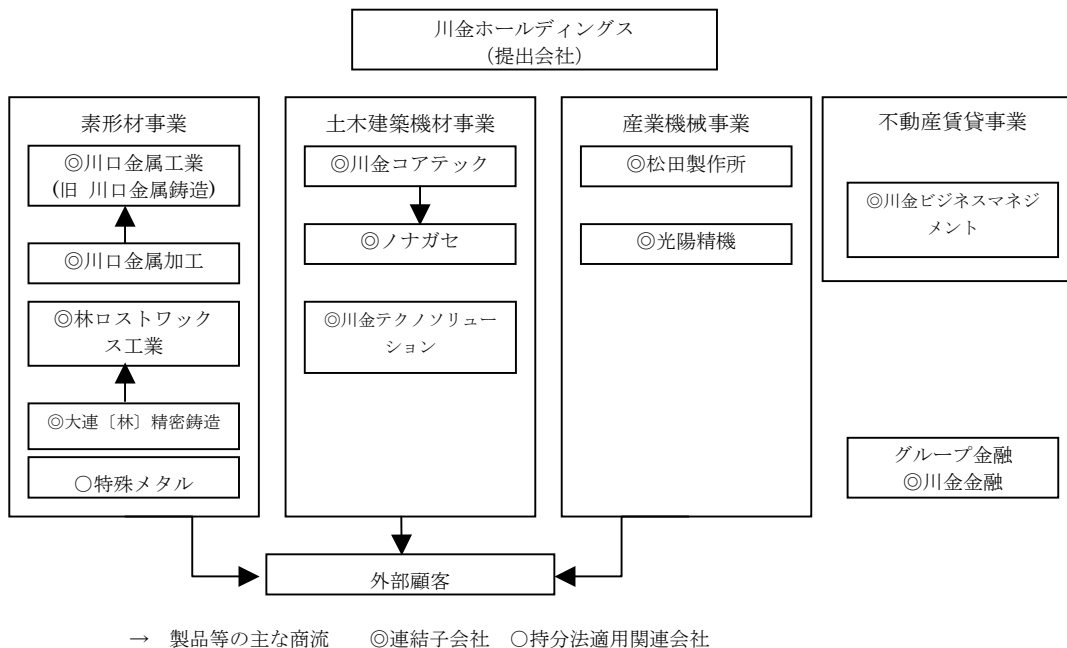 川金ホールディングス
（提出会社）
素形材事業
◎川口金属工業
(旧 川口金属鋳造)
◎川口金属加工
◎林ロストワック
ス工業
◎大連〔林〕精密鋳造
○特殊メタル
土木建築機材事業
◎川金コアテック
◎ノナガセ
◎川金テクノソリュー
ション
産業機械事業
◎松田製作所
◎光陽精機
不動産賃貸事業
◎川金ビジネスマネジ
メント
グループ金融
◎川金金融
外部顧客
→ 製品等の主な商流 ◎連結子会社 ○持分法適用関連会社